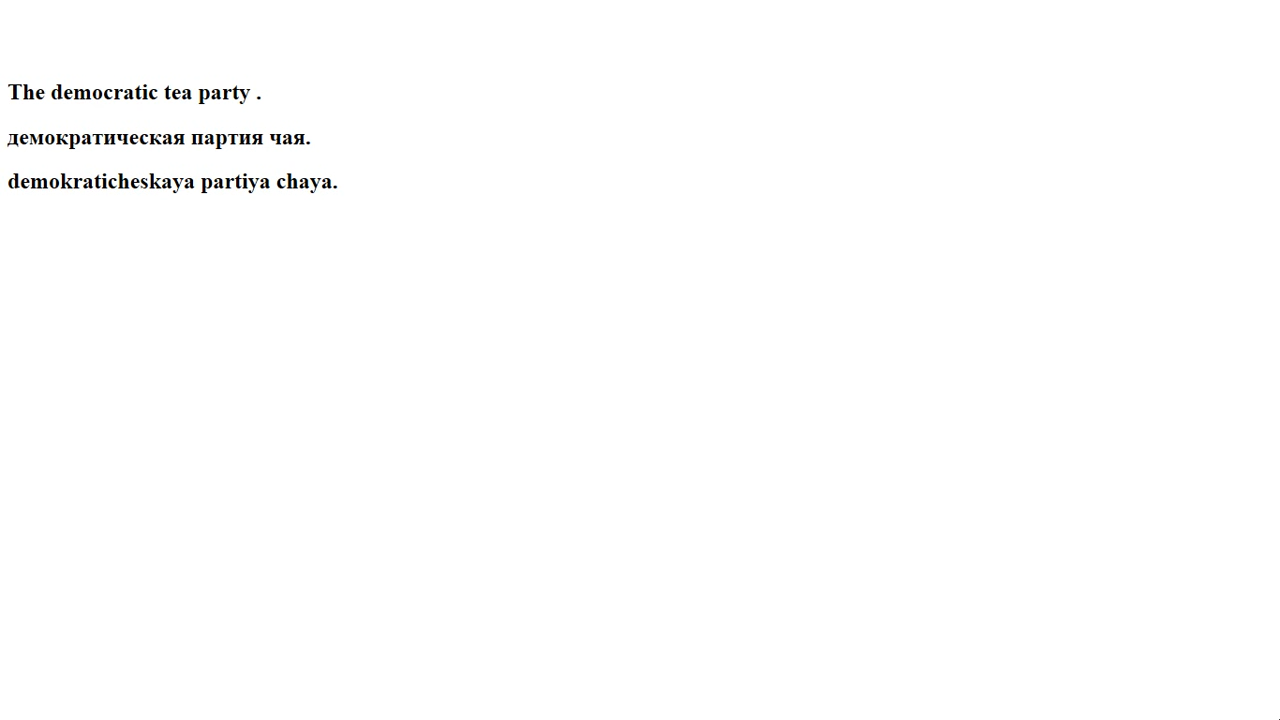 The democratic tea party .
демократическая партия чая.
demokraticheskaya partiya chaya.